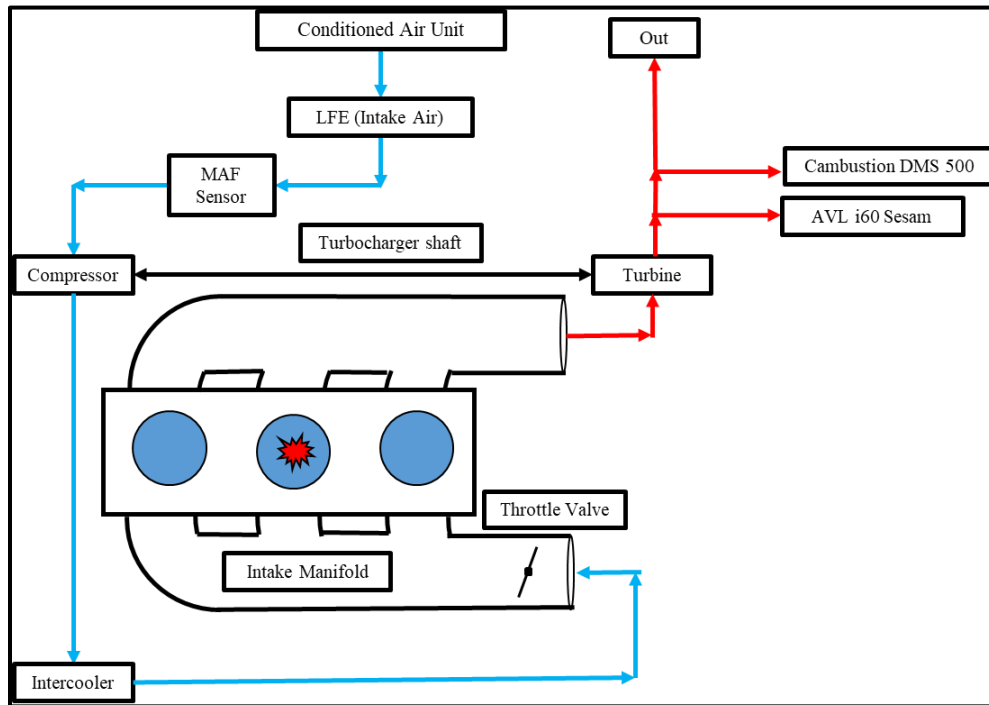 Conditioned Air Unit
Out
LFE (Intake Air)
MAF
Sensor
Cambustion DMS 500
AVL i60 Sesam
Turbocharger shaft
Compressor
Turbine
Throttle Valve
Intake Manifold
Intercooler